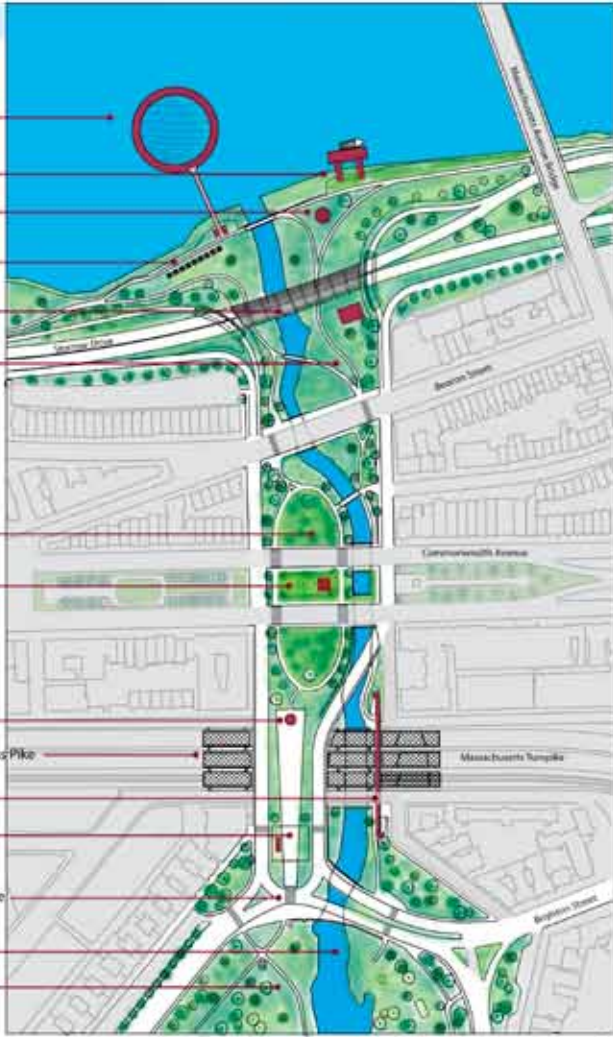 Massachusetts Avenue Bridge
Storrow Drive
Beacon Street
Commonwealth Avenue
s Pike
Massachusetts Turnpike
e
Boylston Street